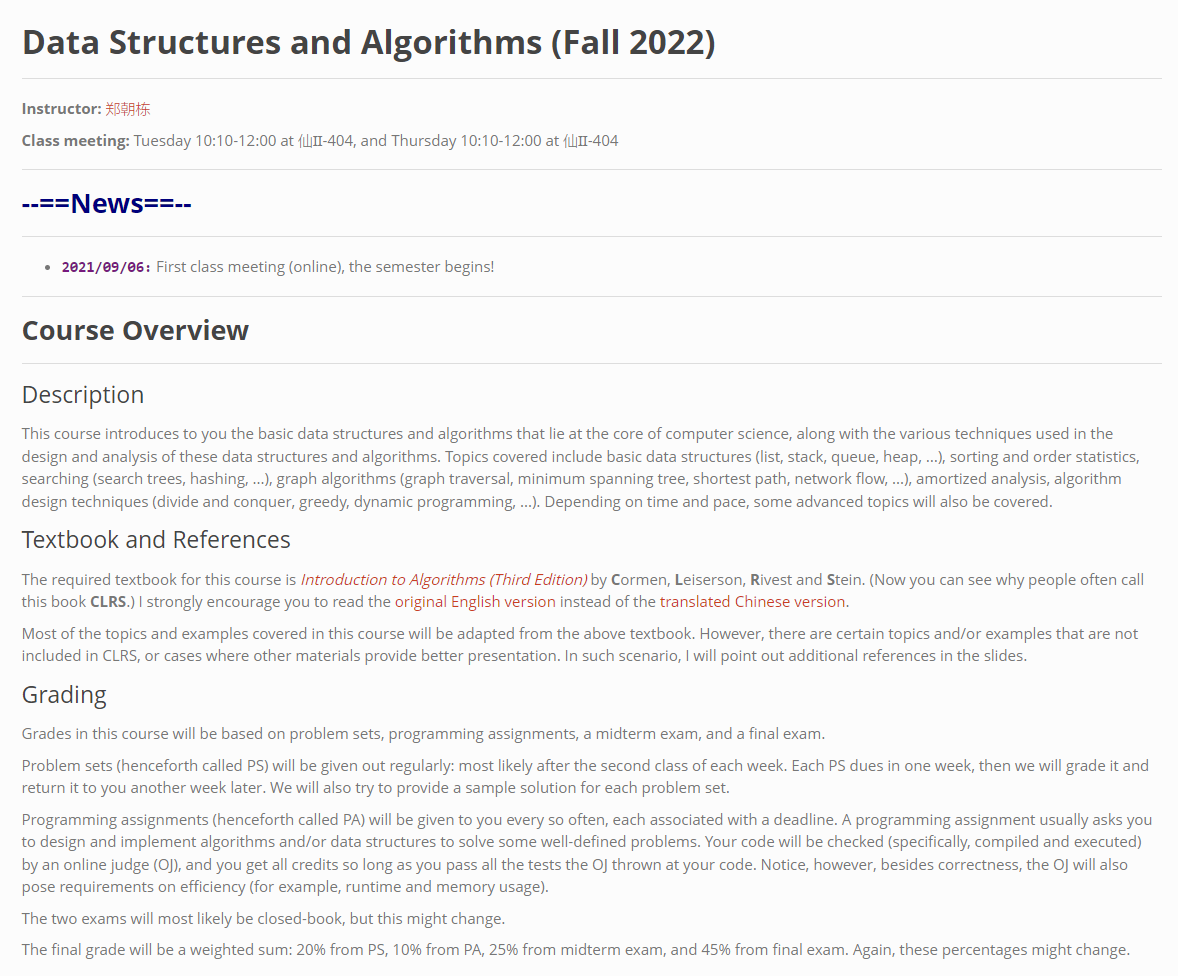 Data Structures and Algorithms (Fall 2022)
Instructor: 郑朝栋
Class meeting: Tuesday 10:10-12:00 at 仙II-404, and Thursday 10:10-12:00 at 仙II-404
--==News==--
2021/09/06: First class meeting (online), the semester begins!
Course Overview
Description
This course introduces to you the basic data structures and algorithms that lie at the core of computer science, along with the various techniques used in the
design and analysis of these data structures and algorithms. Topics covered include basic data structures (list, stack, queue, heap, ...), sorting and order statistics,
searching (search trees, hashing, ...), graph algorithms (graph traversal, minimum spanning tree, shortest path, network flow, ...), amortized analysis, algorithm
design techniques (divide and conquer, greedy, dynamic programming, ...). Depending on time and pace, some advanced topics will also be covered.
Textbook and References
The required textbook for this course is Introduction to Algorithms (Third Edition) by Cormen, Leiserson, Rivest and Stein. (Now you can see why people often call
this book CLRS.) I strongly encourage you to read the original English version instead of the translated Chinese version.
Most of the topics and examples covered in this course will be adapted from the above textbook. However, there are certain topics and/or examples that are not
included in CLRS, or cases where other materials provide better presentation. In such scenario, I will point out additional references in the slides.
Grading
Grades in this course will be based on problem sets, programming assignments, a midterm exam, and a final exam.
Problem sets (henceforth called PS) will be given out regularly: most likely after the second class of each week. Each PS dues in one week, then we will grade it and
return it to you another week later. We will also try to provide a sample solution for each problem set.
Programming assignments (henceforth called PA) will be given to you every so often, each associated with a deadline. A programming assignment usually asks you
to design and implement algorithms and/or data structures to solve some well-defined problems. Your code will be checked (specifically, compiled and executed)
by an online judge (OJ), and you get all credits so long as you pass all the tests the OJ thrown at your code. Notice, however, besides correctness, the OJ will also
pose requirements on efficiency (for example, runtime and memory usage).
The two exams will most likely be closed-book, but this might change.
The final grade will be a weighted sum: 20% from PS, 10% from PA, 25% from midterm exam, and 45% from final exam. Again, these percentages might change.